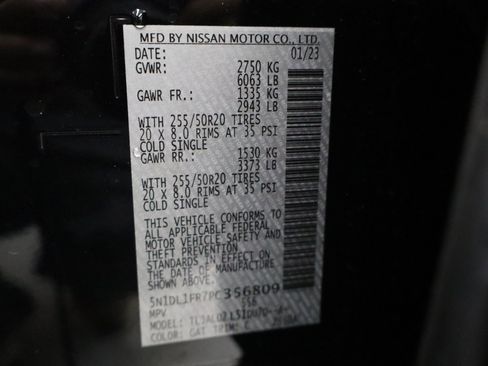 MFD BY NISSAN MOTOR CO., LTD.
DATE: 01/23
GVWR: 2750 KG
6063 LB
GAWR FR.: 1335 KG
2943 LB
WITH 255/50R20 TIRES
20 X 8.0 RIMS AT 35 PSI
COLD SINGLE
GAWR RR.: 1530 KG
3373 LB
WITH 255/50R20 TIRES
20 X 8.0 RIMS AT 35 PSI
COLD SINGLE
THIS VEHICLE CONFORMS TO
ALL APPLICABLE FEDERAL
MOTOR VEHICLE SAFETY AND
THEFT PREVENTION
STANDARDS IN EFFECT ON
THE DATE OF MANUFACTURE
SHOWN ABOVE.
5N1DL1FR7PC356809
MPV 556
MODEL:
COLOR: GAT TRIM: C